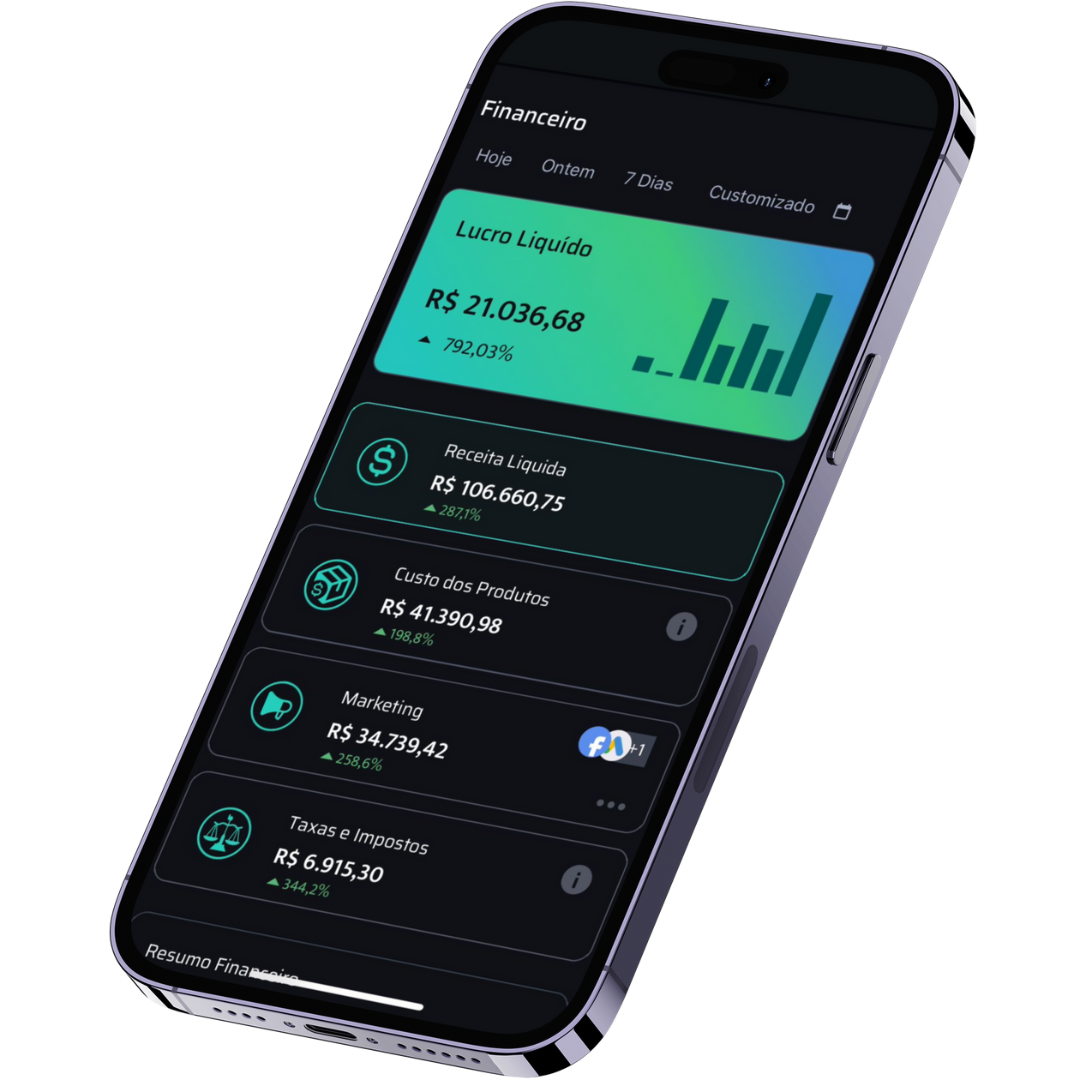 Financeiro
Hoje Ontem 7 Dias Customizado
Lucro Liquído
R$ 21.036,68
792,03%
Receita Liquida
R$ 106.660,75
287,1%
Custo dos Produtos
R$ 41.390,98
198,8%
Marketing
R$ 34.739,42
258,6%
+1
Taxas e Impostos
R$ 6.915,30
344,2%
Resumo Financeiro